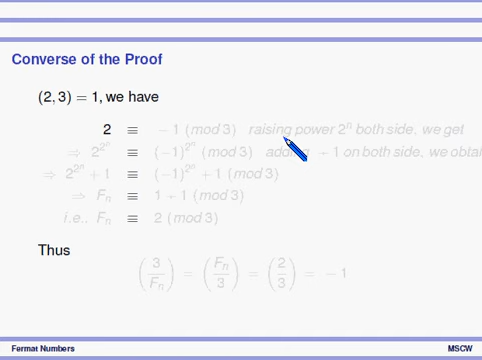 Converse of the Proof
(2, 3) = 1, we have
2 ≡ −1 (mod 3) raising power 2ⁿ both side, we get
⇒ 2^{2ⁿ} ≡ (−1)^{2ⁿ} (mod 3) adding +1 on both side, we obtai
⇒ 2^{2ⁿ} + 1 ≡ (−1)^{2ⁿ} + 1 (mod 3)
⇒ Fₙ ≡ 1 + 1 (mod 3)
i.e.. Fₙ ≡ 2 (mod 3)
Thus
(3/Fₙ) = (Fₙ/3) = (2/3) = −1
Fermat Numbers MSCW